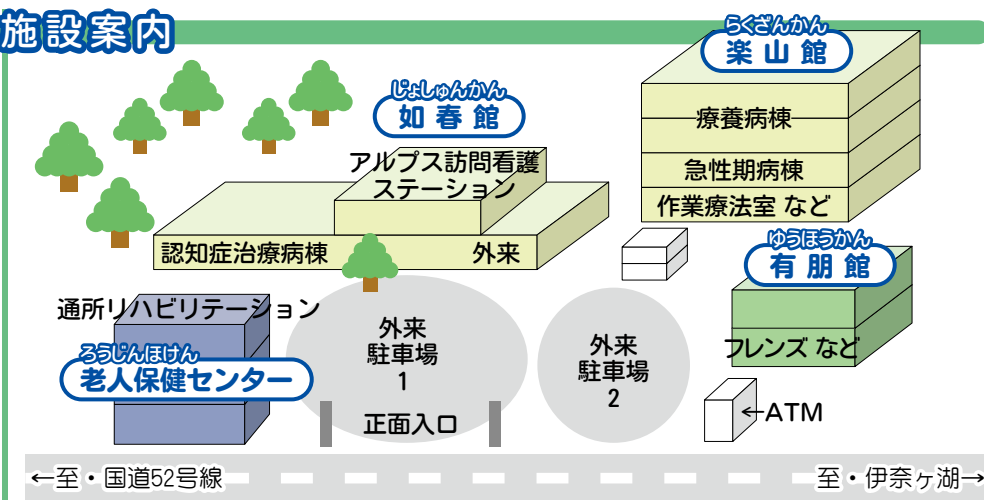 施設案内
らくざんかん
楽山館
療養病棟
急性期病棟
作業療法室 など
じょしゅんかん
如春館
アルプス訪問看護
ステーション
認知症治療病棟
外来
ゆうほうかん
有朋館
フレンズ など
通所リハビリテーション
ろうじんほけん
老人保健センター
外来
駐車場
1
外来
駐車場
2
正面入口
←ATM
←至・国道52号線
至・伊奈ヶ湖→